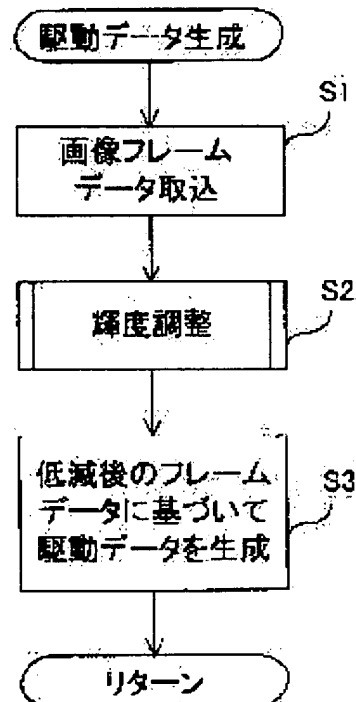 駆動データ生成
S1
画像フレーム
データ取込
S2
輝度調整
低減後のフレーム
データに基づいて
駆動データを生成
S3
リターン